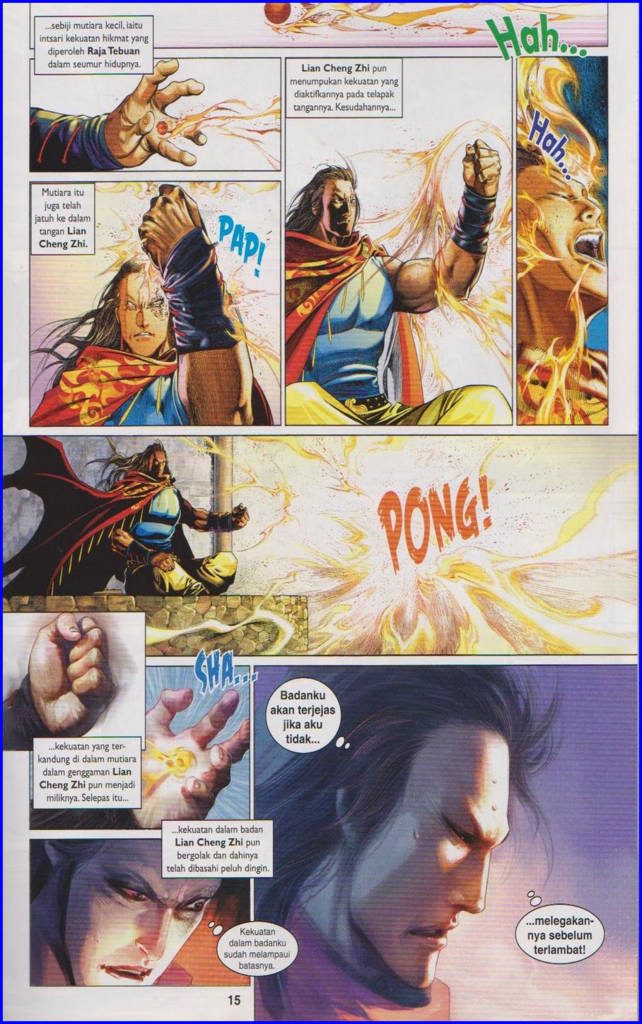 ...sebiji mutiara kecil, iaitu
intsari kekuatan hikmat yang
diperoleh Raja Tebuan
dalam seumur hidupnya.
Hah...
Lian Cheng Zhi pun
menumpukan kekuatan yang
diaktifkannya pada telapak
tangannya. Kesudahannya...
Hah...
Mutiara itu
juga telah
jatuh ke dalam
tangan Lian
Cheng Zhi.
PAP!
PONG!
SHA...
...kekuatan yang ter-
kandung di dalam mutiara
dalam genggaman Lian
Cheng Zhi pun menjadi
miliknya. Selepas itu...
Badanku
akan terjejas
jika aku
tidak...
...kekuatan dalam badan
Lian Cheng Zhi pun
bergolak dan dahinya
telah dibasahi peluh dingin.
Kekuatan
dalam badanku
sudah melampaui
batasnya.
...melegakan-
nya sebelum
terlambat!
15